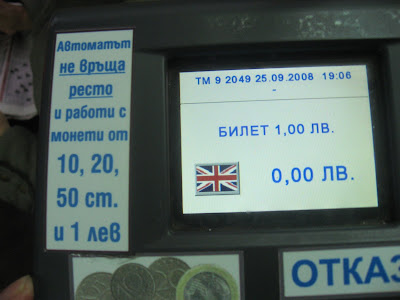 Автоматът
не връща
ресто
и работи с
монети от
10, 20,
50 ст.
и 1 лев
ТМ 9 2049 25.09.2008 19:06
-
БИЛЕТ 1,00 ЛВ.
0,00 ЛВ.
ОТКАЗ